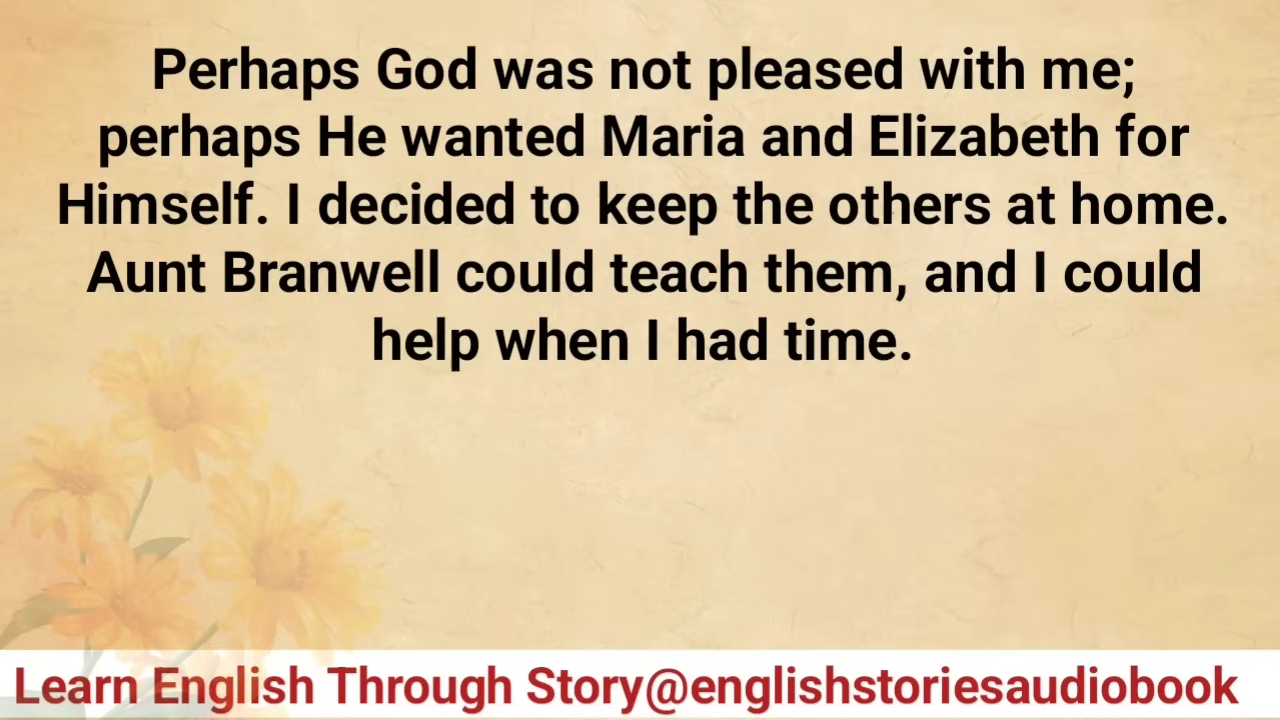 Perhaps God was not pleased with me;
perhaps He wanted Maria and Elizabeth for
Himself. I decided to keep the others at home.
Aunt Branwell could teach them, and I could
help when I had time.
Learn English Through Story@englishstoriesaudiobook